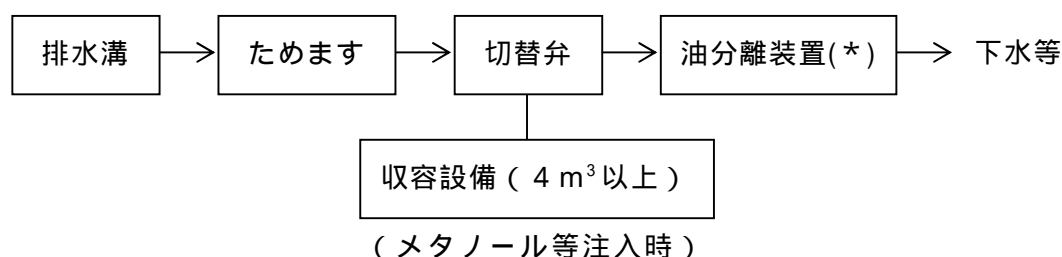 排水溝 ためます 切替弁 油分離装置(*) 下水等
収容設備(4m³以上)
(メタノール等注入時)